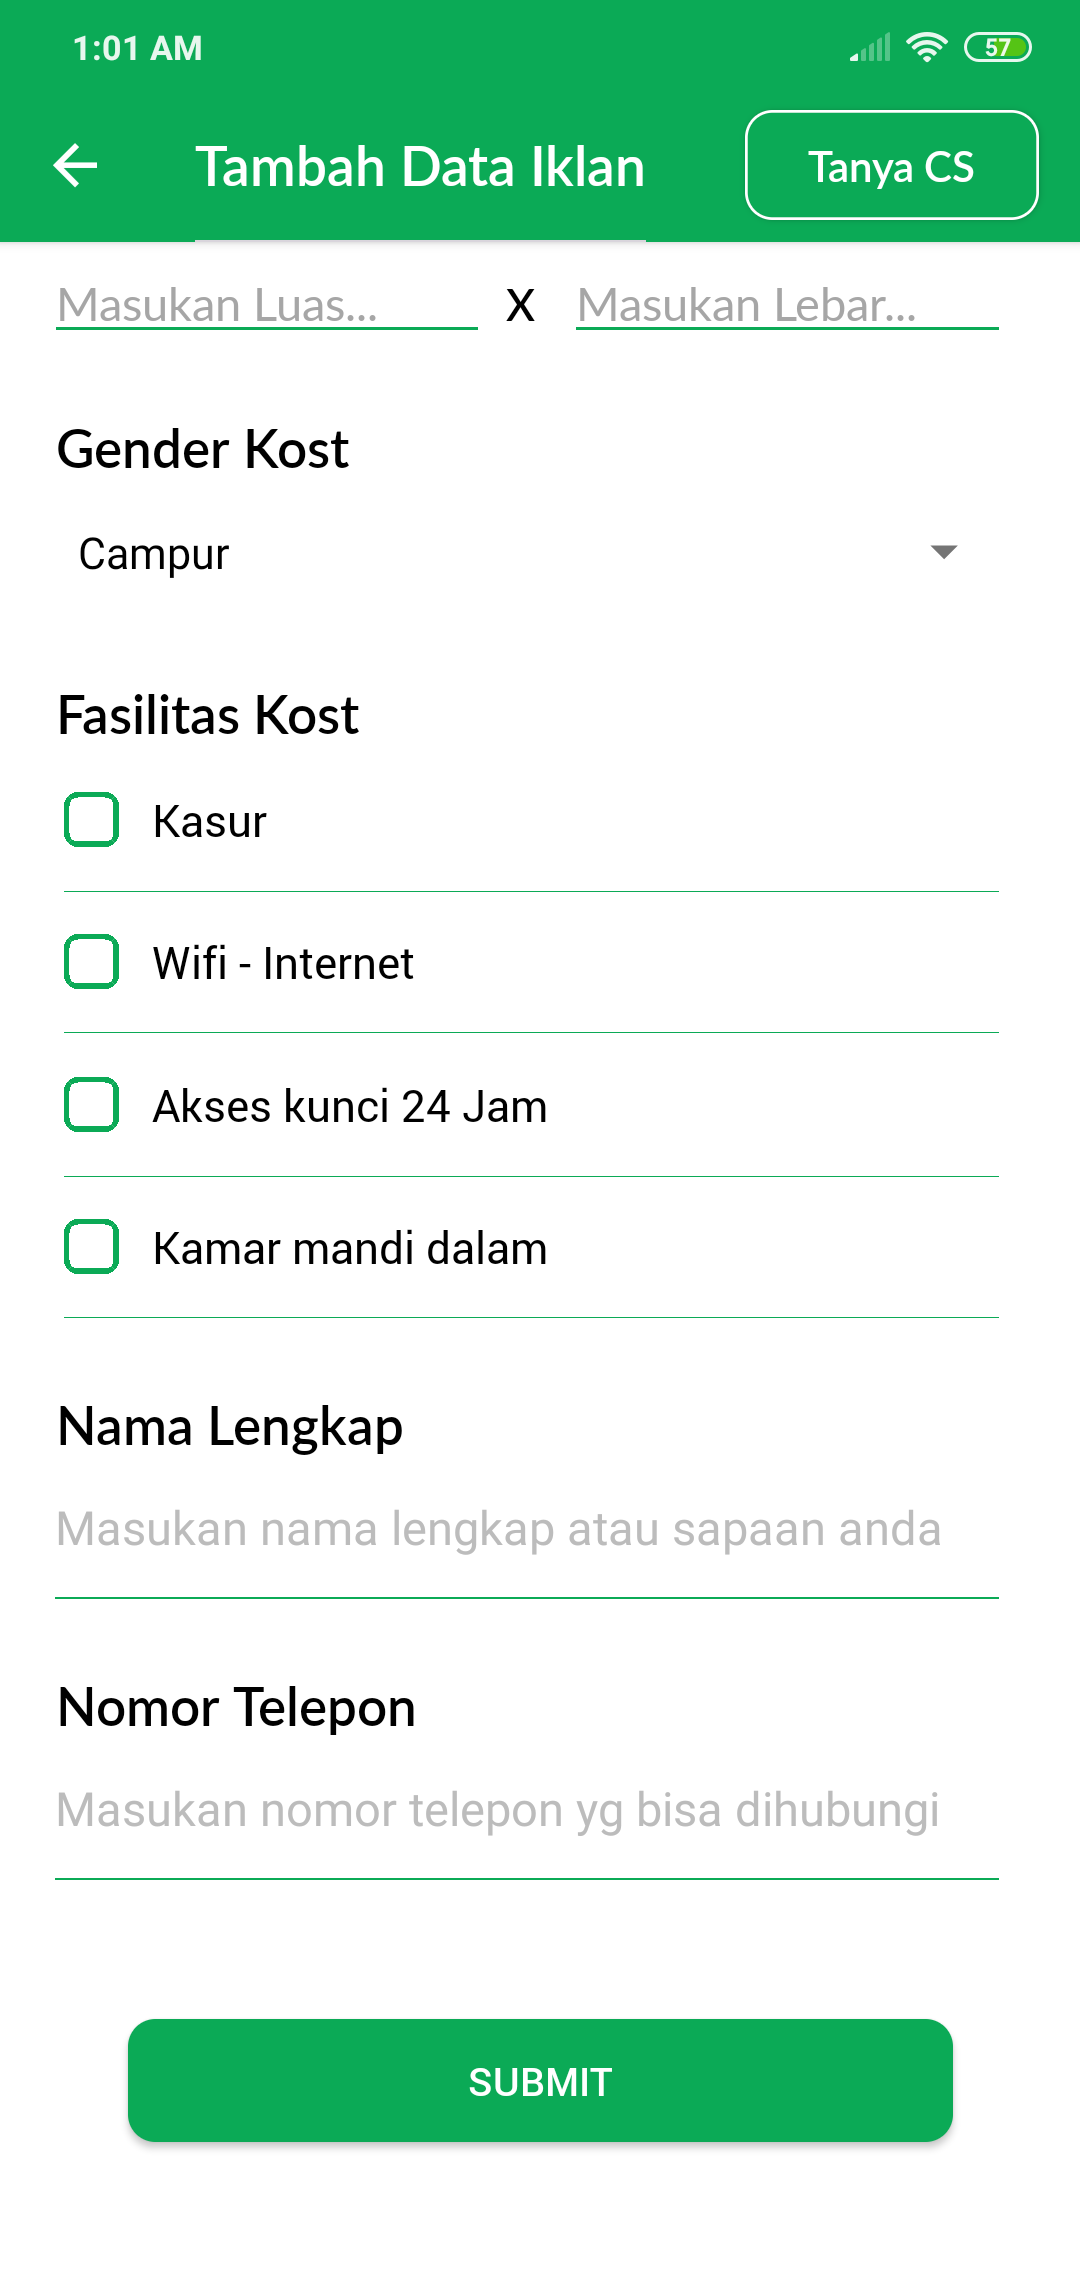 1:01 AM
57
Tambah Data Iklan
Tanya CS
Masukan Luas... X Masukan Lebar...
Gender Kost
Campur
Fasilitas Kost
Kasur
Wifi - Internet
Akses kunci 24 Jam
Kamar mandi dalam
Nama Lengkap
Masukan nama lengkap atau sapaan anda
Nomor Telepon
Masukan nomor telepon yg bisa dihubungi
SUBMIT